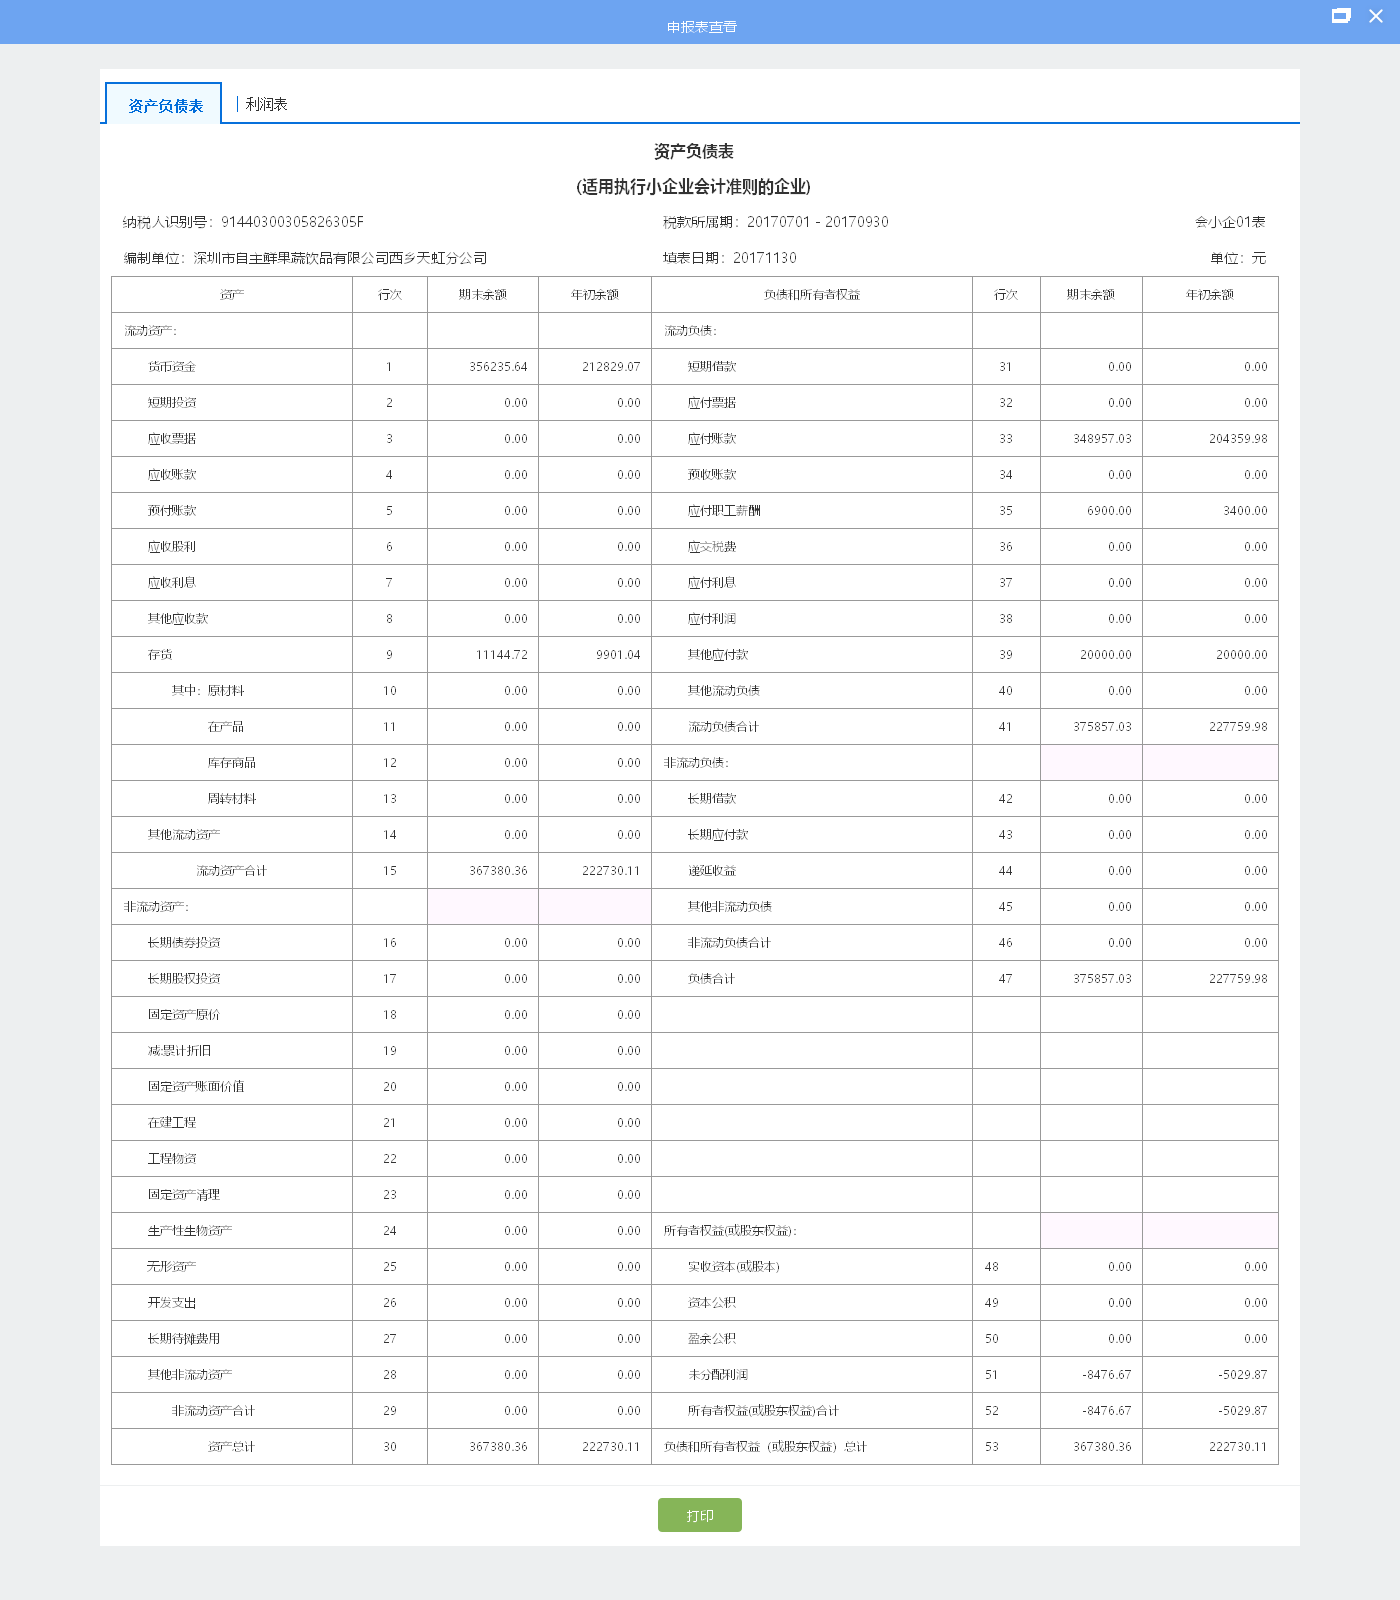 申报表查看
资产负债表 | 利润表
资产负债表
(适用执行小企业会计准则的企业)
纳税人识别号：91440300305826305F 税款所属期：20170701 - 20170930 会小企01表
编制单位：深圳市自主鲜果蔬饮品有限公司西乡天虹分公司 填表日期：20171130 单位：元
资产 行次 期末余额 年初余额 负债和所有者权益 行次 期末余额 年初余额
流动资产： 流动负债：
货币资金 1 356235.64 212829.07 短期借款 31 0.00 0.00
短期投资 2 0.00 0.00 应付票据 32 0.00 0.00
应收票据 3 0.00 0.00 应付账款 33 348957.03 204359.98
应收账款 4 0.00 0.00 预收账款 34 0.00 0.00
预付账款 5 0.00 0.00 应付职工薪酬 35 6900.00 3400.00
应收股利 6 0.00 0.00 应交税费 36 0.00 0.00
应收利息 7 0.00 0.00 应付利息 37 0.00 0.00
其他应收款 8 0.00 0.00 应付利润 38 0.00 0.00
存货 9 11144.72 9901.04 其他应付款 39 20000.00 20000.00
其中：原材料 10 0.00 0.00 其他流动负债 40 0.00 0.00
在产品 11 0.00 0.00 流动负债合计 41 375857.03 227759.98
库存商品 12 0.00 0.00 非流动负债：
周转材料 13 0.00 0.00 长期借款 42 0.00 0.00
其他流动资产 14 0.00 0.00 长期应付款 43 0.00 0.00
流动资产合计 15 367380.36 222730.11 递延收益 44 0.00 0.00
非流动资产： 其他非流动负债 45 0.00 0.00
长期债券投资 16 0.00 0.00 非流动负债合计 46 0.00 0.00
长期股权投资 17 0.00 0.00 负债合计 47 375857.03 227759.98
固定资产原价 18 0.00 0.00
减:累计折旧 19 0.00 0.00
固定资产账面价值 20 0.00 0.00
在建工程 21 0.00 0.00
工程物资 22 0.00 0.00
固定资产清理 23 0.00 0.00
生产性生物资产 24 0.00 0.00 所有者权益(或股东权益)：
无形资产 25 0.00 0.00 实收资本(或股本) 48 0.00 0.00
开发支出 26 0.00 0.00 资本公积 49 0.00 0.00
长期待摊费用 27 0.00 0.00 盈余公积 50 0.00 0.00
其他非流动资产 28 0.00 0.00 未分配利润 51 -8476.67 -5029.87
非流动资产合计 29 0.00 0.00 所有者权益(或股东权益)合计 52 -8476.67 -5029.87
资产总计 30 367380.36 222730.11 负债和所有者权益（或股东权益）总计 53 367380.36 222730.11
打印